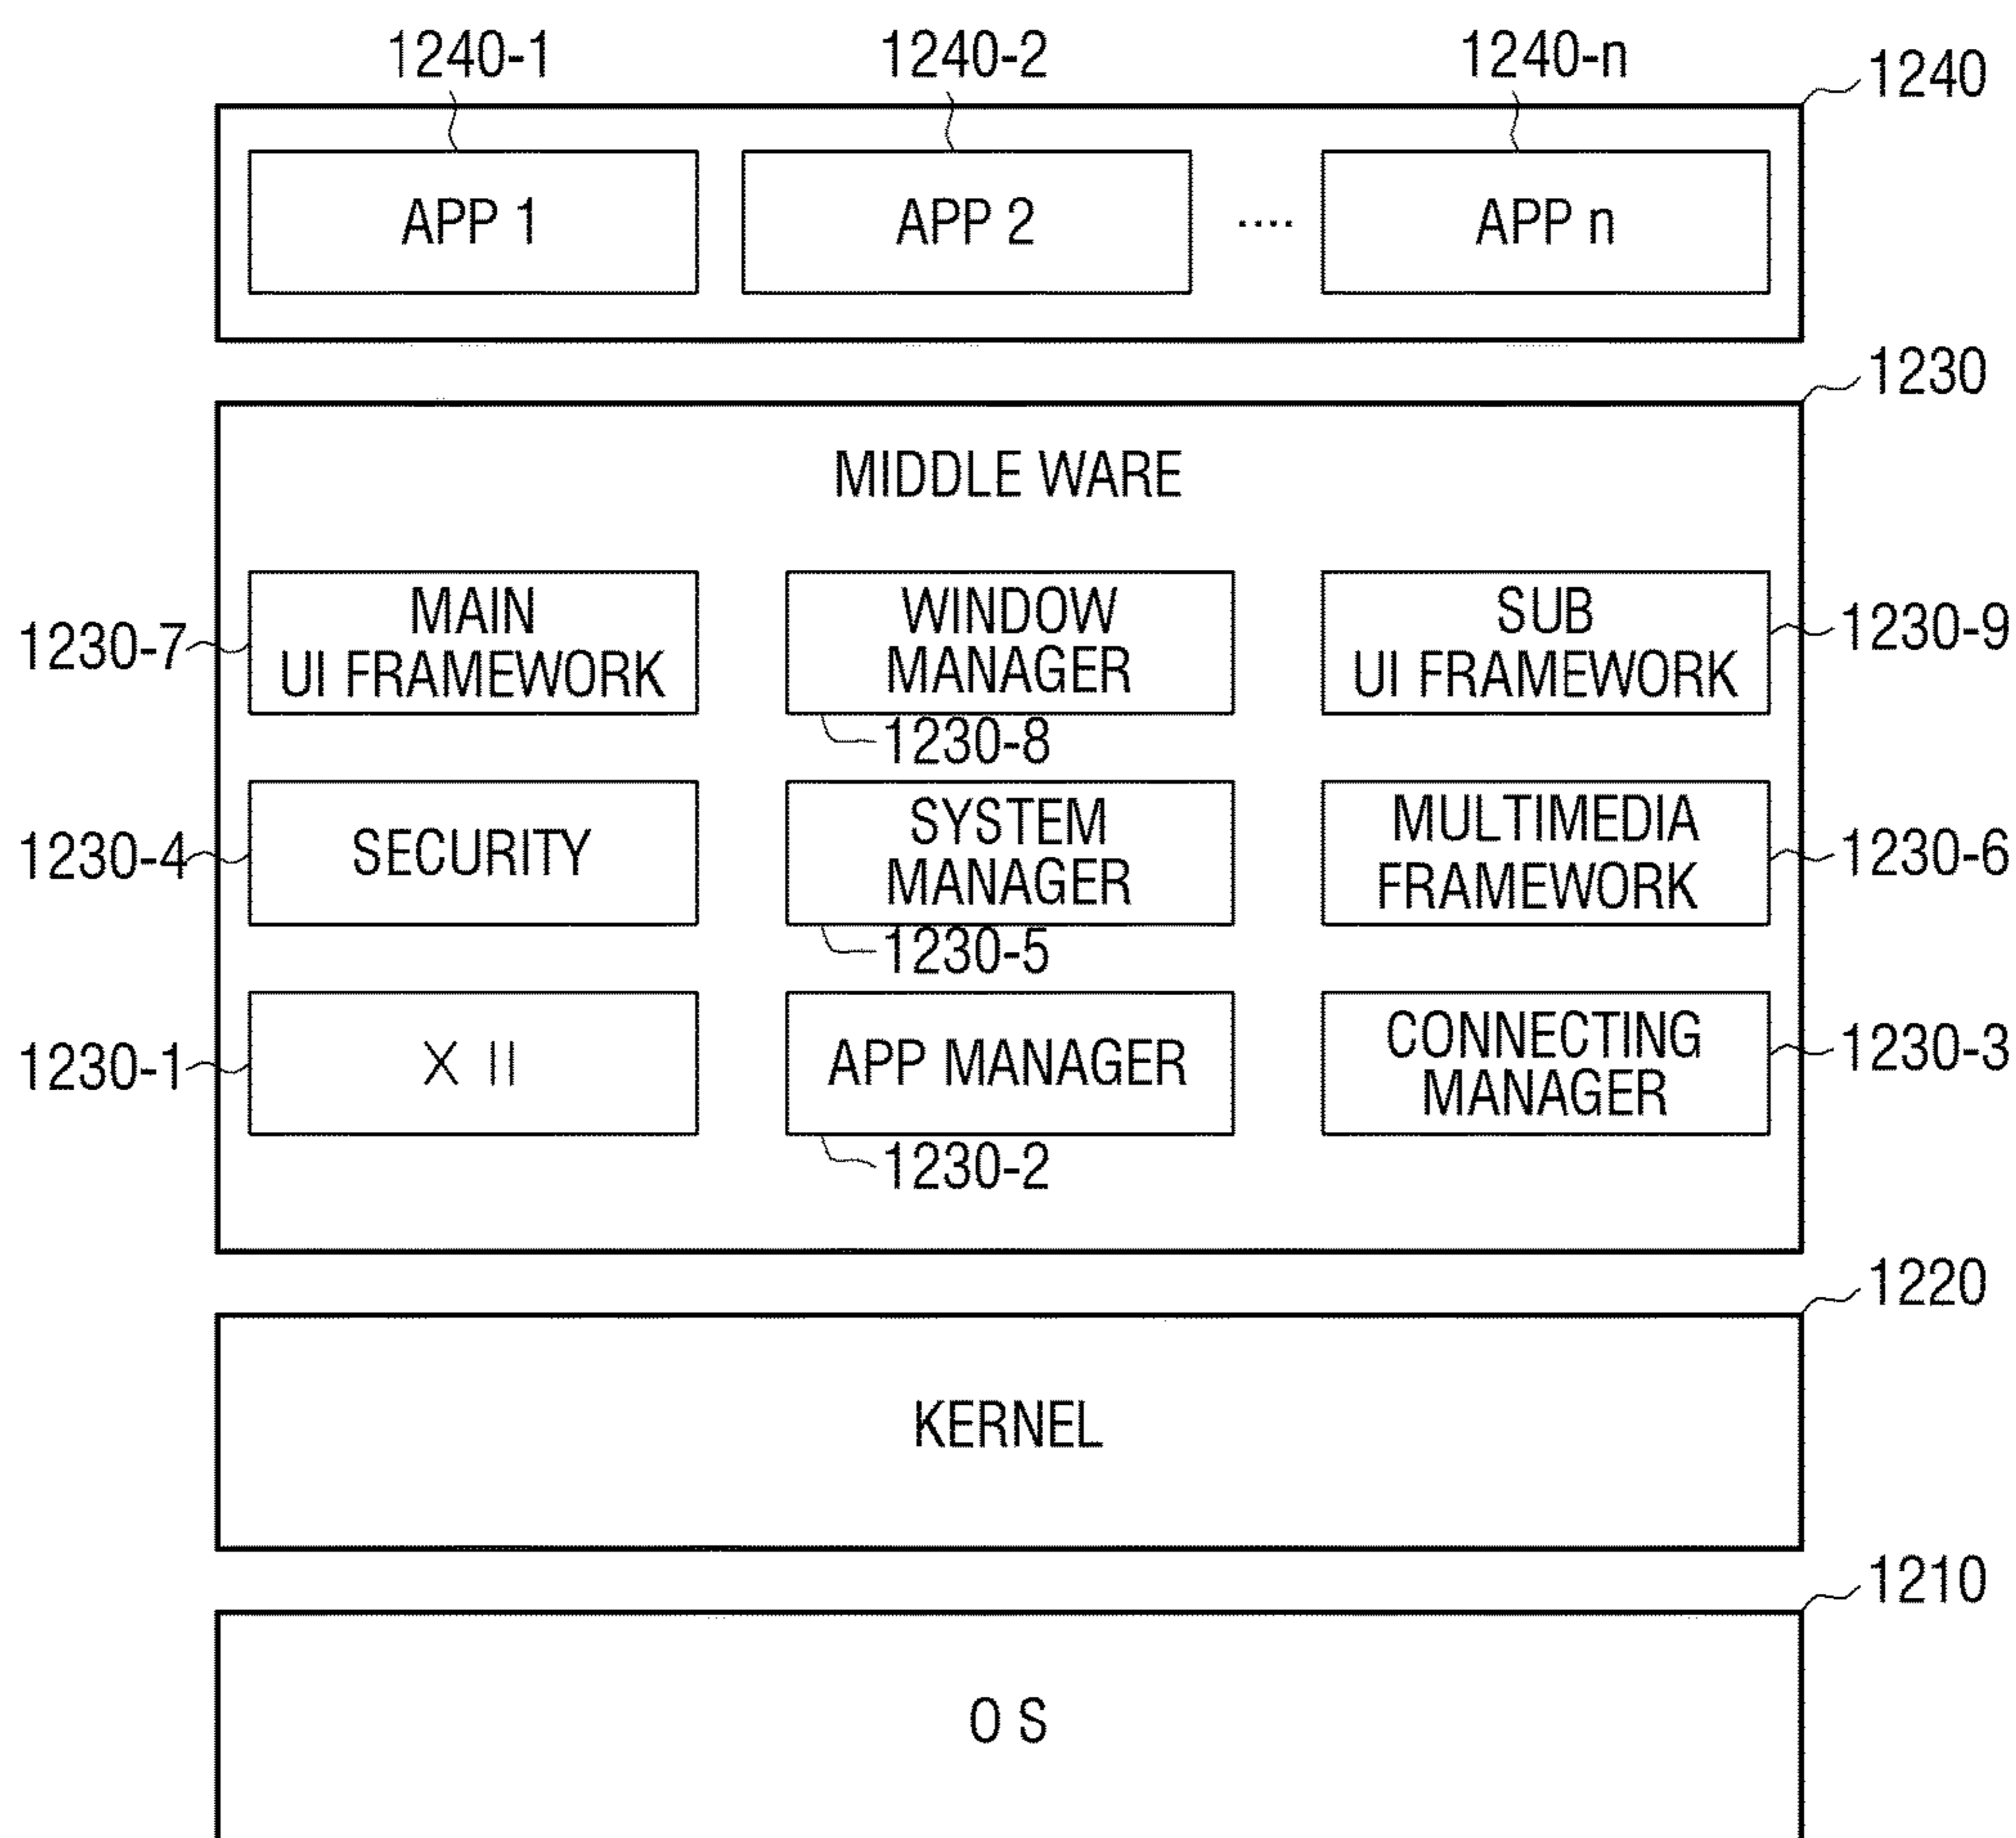 1240-1 1240-2 1240-n 1240
APP 1 APP 2 .... APP n
1230
MIDDLE WARE
1230-7
MAIN
UI FRAMEWORK
WINDOW
MANAGER
1230-8
SUB
UI FRAMEWORK
1230-9
1230-4
SECURITY
SYSTEM
MANAGER
1230-5
MULTIMEDIA
FRAMEWORK
1230-6
1230-1
X II
APP MANAGER
1230-2
CONNECTING
MANAGER
1230-3
1220
KERNEL
1210
O S